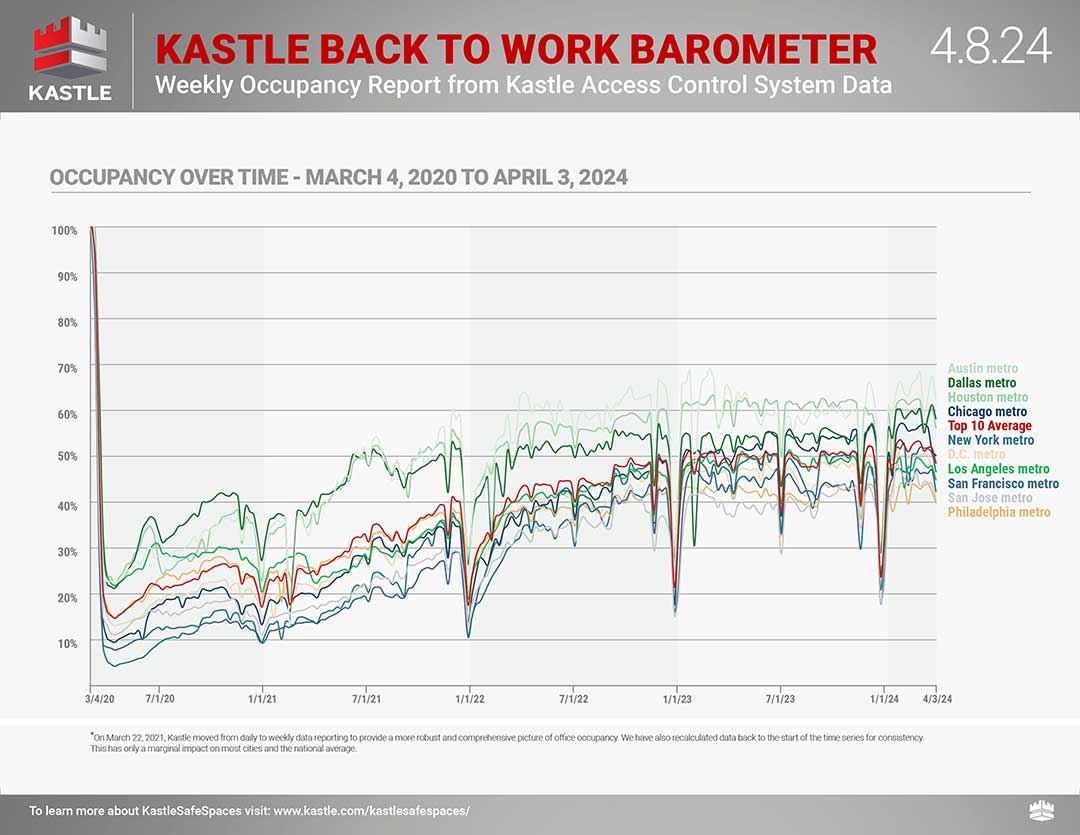 KASTLE
KASTLE BACK TO WORK BAROMETER
Weekly Occupancy Report from Kastle Access Control System Data
4.8.24
OCCUPANCY OVER TIME - MARCH 4, 2020 TO APRIL 3, 2024
100%
90%
80%
70%
60%
50%
40%
30%
20%
10%
3/4/20 7/1/20 1/1/21 7/1/21 1/1/22 7/1/22 1/1/23 7/1/23 1/1/24 4/3/24
Austin metro
Dallas metro
Houston metro
Chicago metro
Top 10 Average
New York metro
D.C. metro
Los Angeles metro
San Francisco metro
San Jose metro
Philadelphia metro
*On March 22, 2021, Kastle moved from daily to weekly data reporting to provide a more robust and comprehensive picture of office occupancy. We have also recalculated data back to the start of the time series for consistency.
This has only a marginal impact on most cities and the national average.
To learn more about KastleSafeSpaces visit: www.kastle.com/kastlesafespaces/